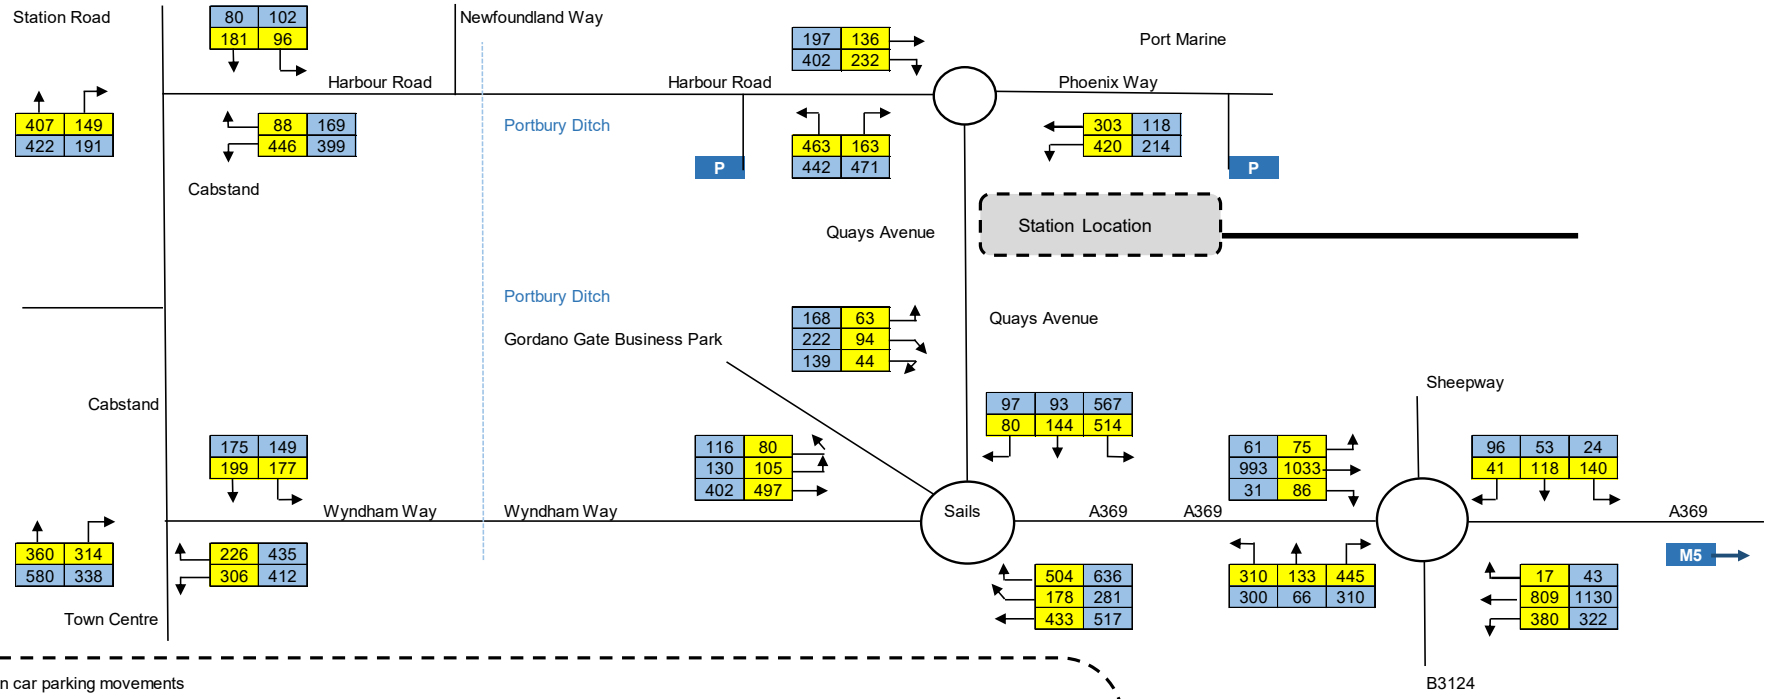 Station Road
80 102
181 96
Newfoundland Way
197 136
402 232
Port Marine
Harbour Road
Harbour Road
Phoenix Way
407 149
422 191
88 169
446 399
Portbury Ditch
P
463 163
442 471
303 118
420 214
P
Cabstand
Quays Avenue
Station Location
Portbury Ditch
Gordano Gate Business Park
168 63
222 94
139 44
Quays Avenue
Cabstand
97 93 567
80 144 514
Sheepway
175 149
199 177
116 80
130 105
402 497
61 75
993 1033
31 86
96 53 24
41 118 140
Wyndham Way
Wyndham Way
Sails
A369
A369
A369
360 314
580 338
226 435
306 412
M5
504 636
178 281
433 517
310 133 445
300 66 310
17 43
809 1130
380 322
Town Centre
n car parking movements
B3124